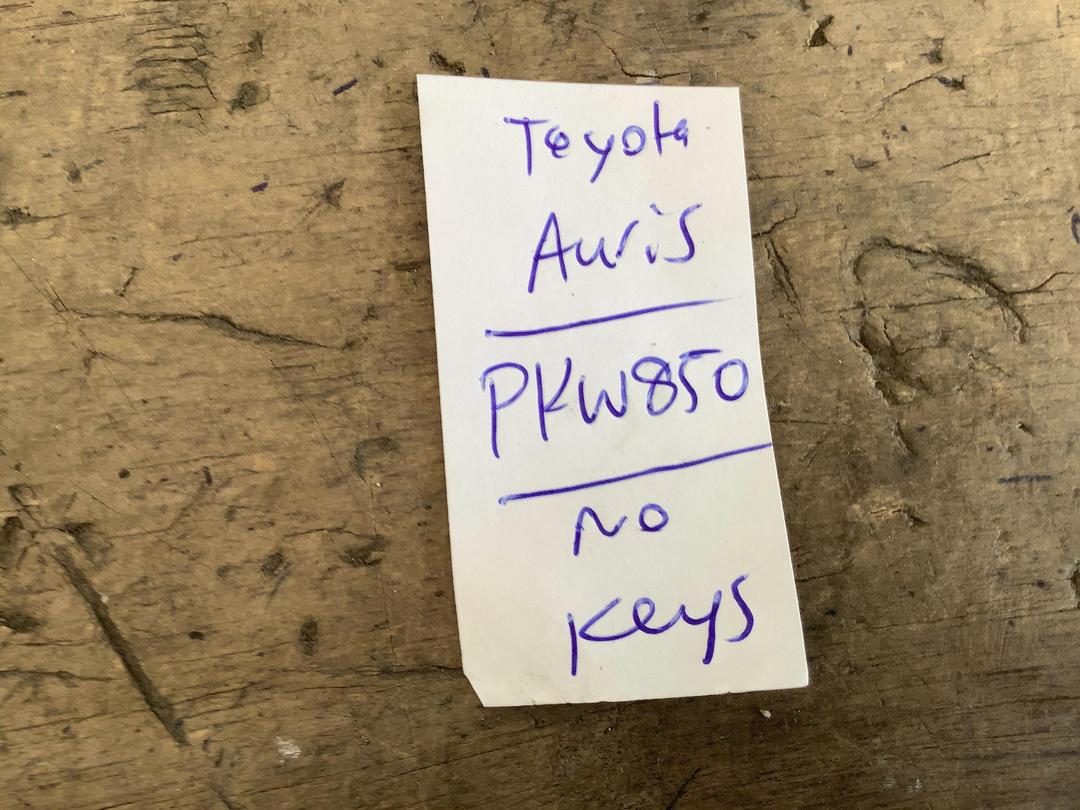 Toyota
Auris
PKW850
No
Keys